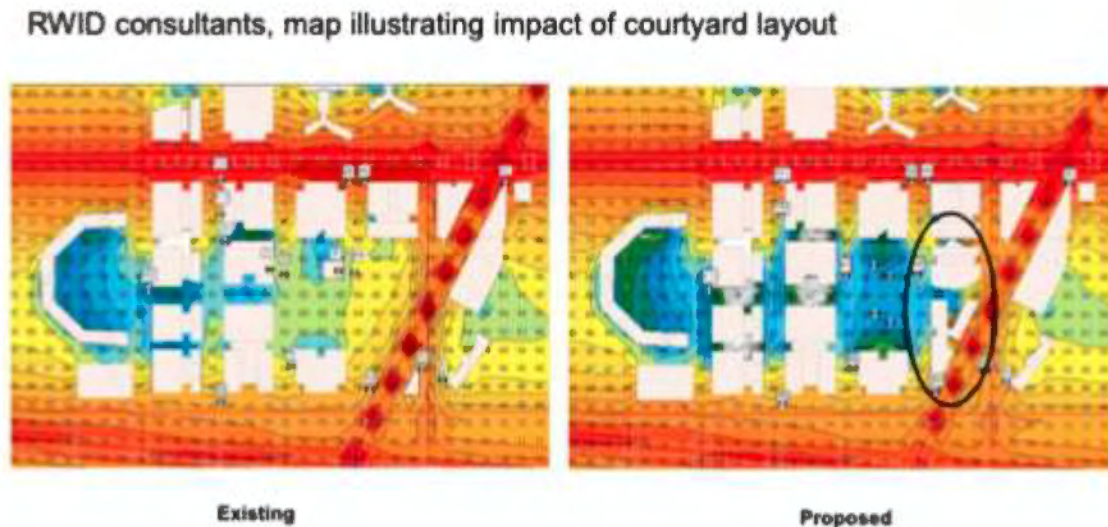 RWID consultants, map illustrating impact of courtyard layout
Existing
Proposed